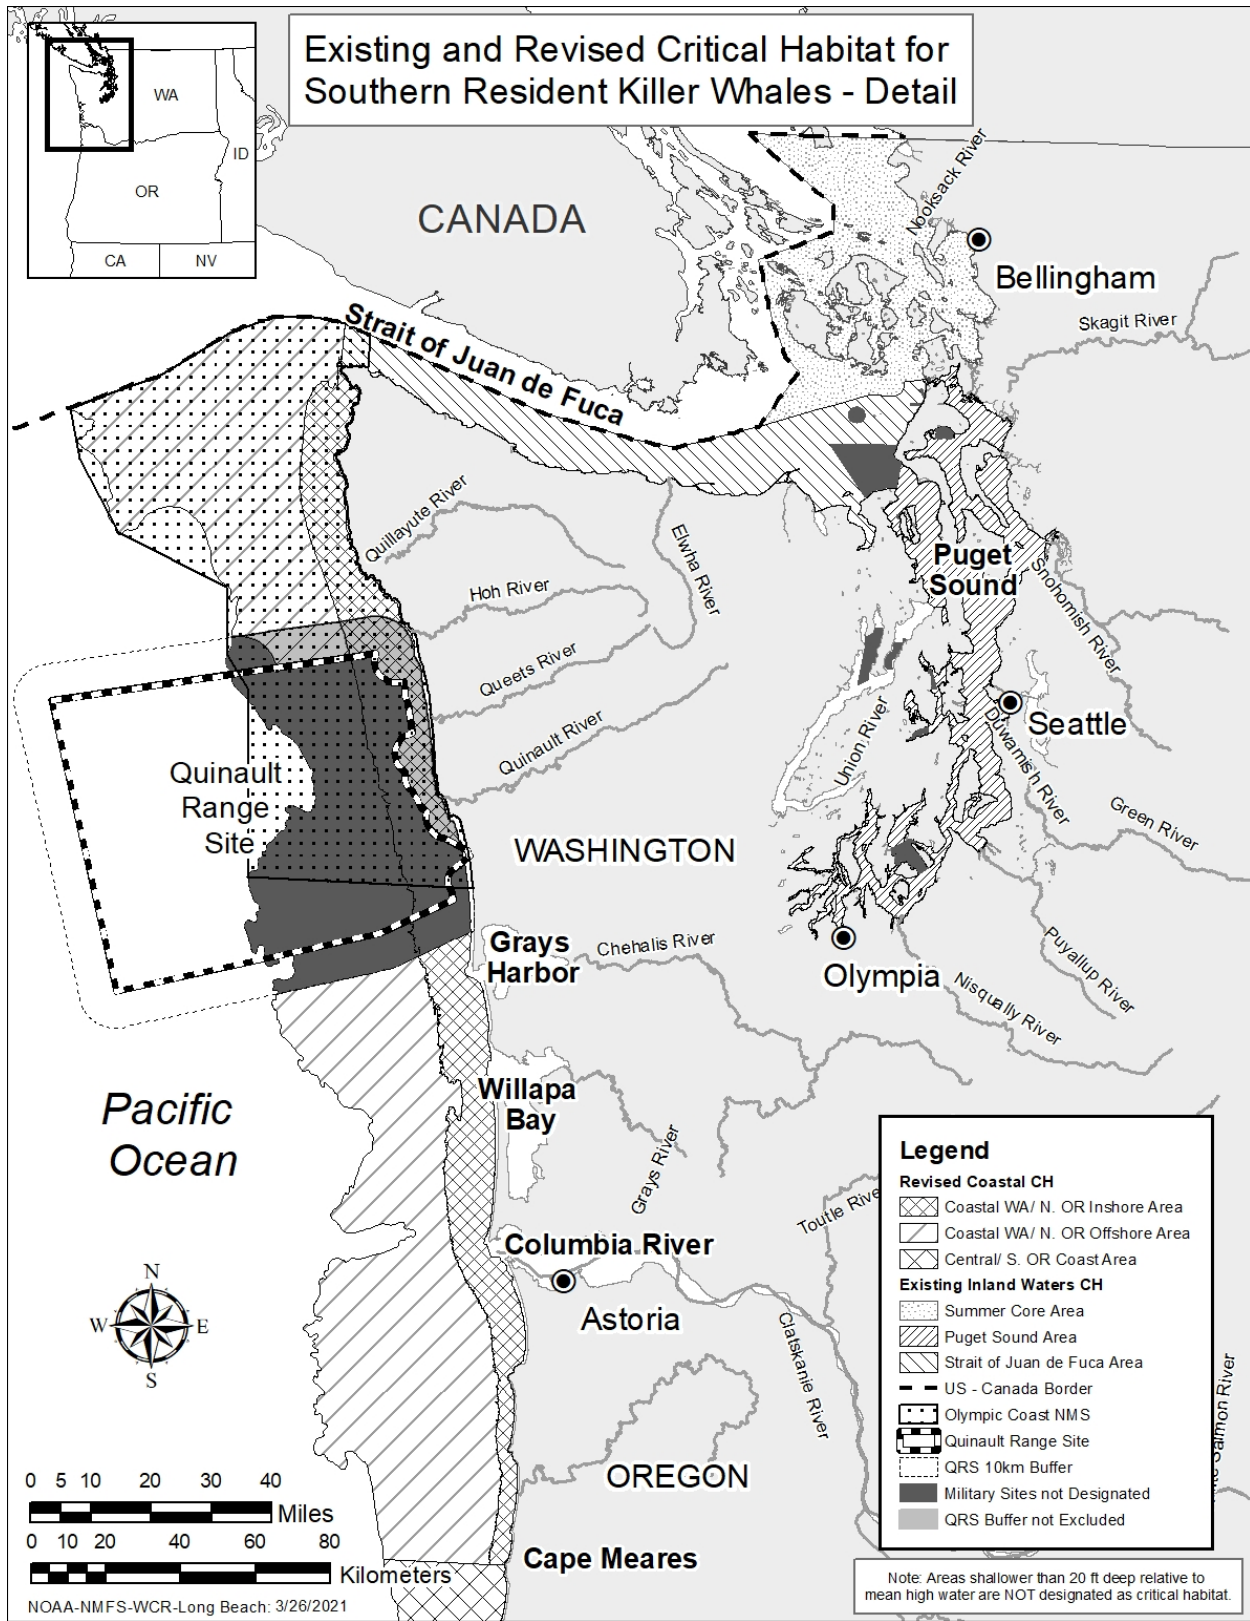 Existing and Revised Critical Habitat for
Southern Resident Killer Whales - Detail
WA
ID
OR
CA
NV
CANADA
Nooksack River
Bellingham
Skagit River
Strait of Juan de Fuca
Quillayute River
Elwha River
Hoh River
Puget
Sound
Snohomish River
Queets River
Quinault River
Union River
Seattle
Duwamish River
Quinault
Range
Site
Green River
WASHINGTON
Grays
Harbor
Chehalis River
Olympia
Puyallup River
Nisqually River
Pacific
Ocean
Willapa
Bay
Grays River
Toutle Rive
Columbia River
Astoria
Clatskanie River
N
W
E
S
OREGON
Salmon River
Cape Meares
Legend
Revised Coastal CH
Coastal WA/ N. OR Inshore Area
Coastal WA/ N. OR Offshore Area
Central/ S. OR Coast Area
Existing Inland Waters CH
Summer Core Area
Puget Sound Area
Strait of Juan de Fuca Area
US - Canada Border
Olympic Coast NMS
Quinault Range Site
QRS 10km Buffer
Military Sites not Designated
QRS Buffer not Excluded
0 5 10 20 30 40
Miles
0 10 20 40 60 80
Kilometers
NOAA-NMFS-WCR-Long Beach: 3/26/2021
Note: Areas shallower than 20 ft deep relative to
mean high water are NOT designated as critical habitat.